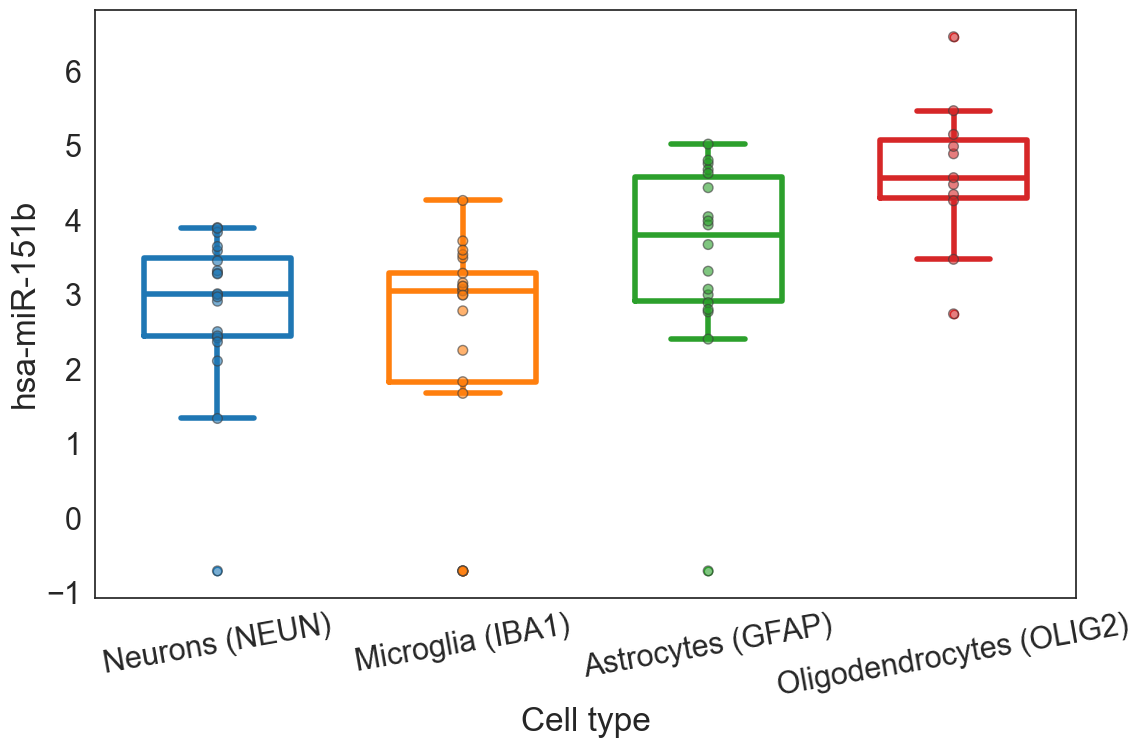 hsa-miR-151b
6
5
4
3
2
1
0
−1
Neurons (NEUN)
Microglia (IBA1)
Astrocytes (GFAP)
Oligodendrocytes (OLIG2)
Cell type